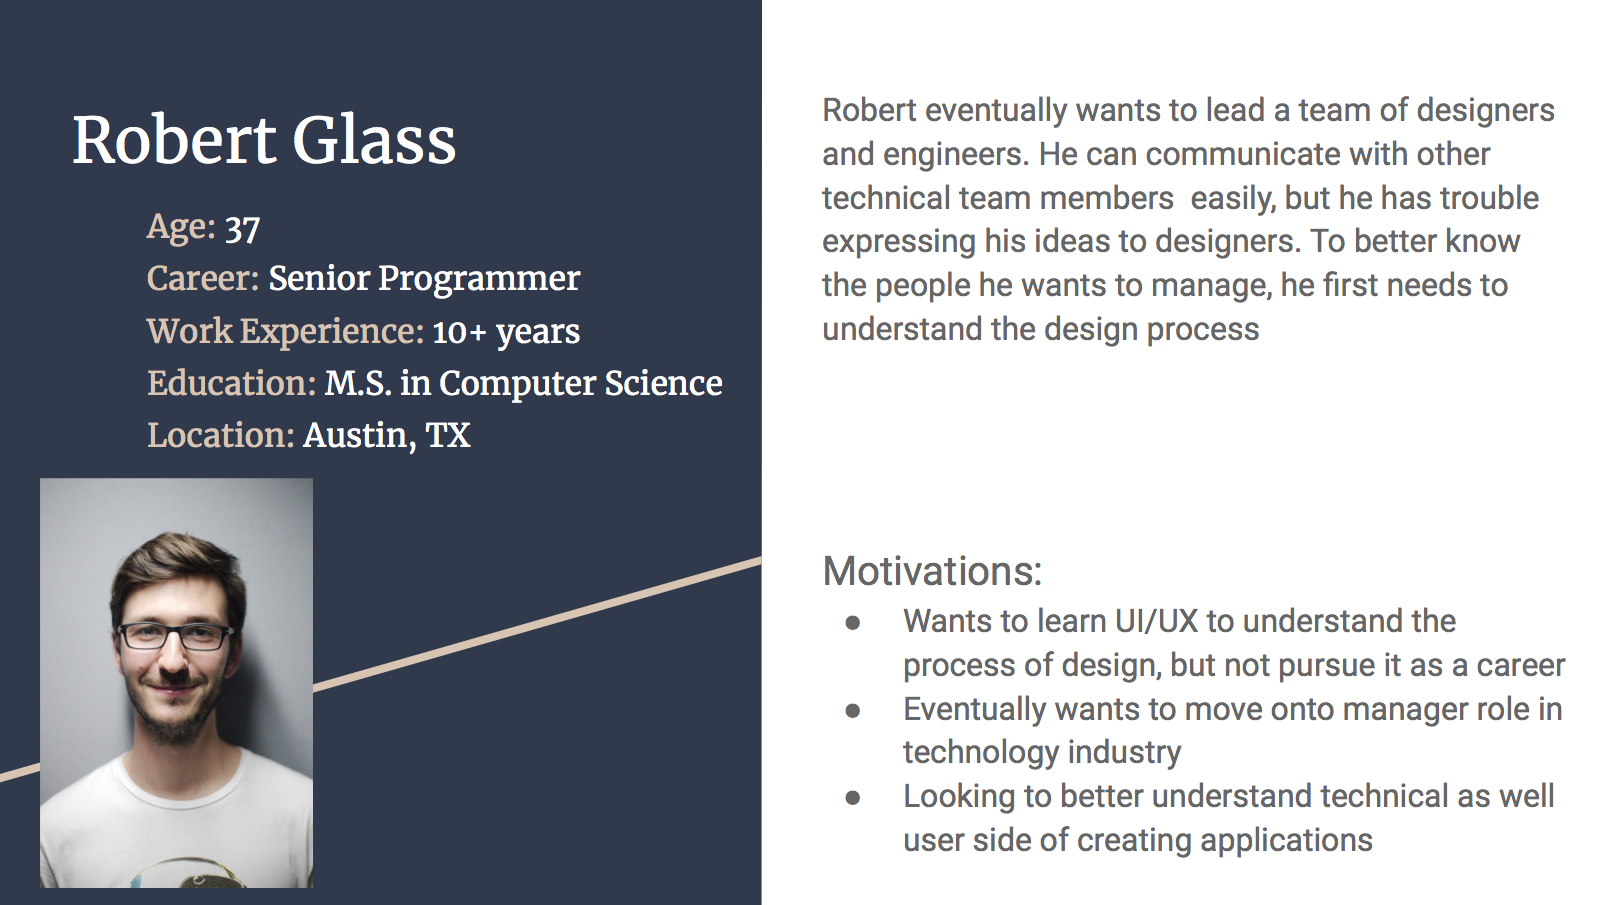 Robert Glass
Age: 37
Career: Senior Programmer
Work Experience: 10+ years
Education: M.S. in Computer Science
Location: Austin, TX
Robert eventually wants to lead a team of designers
and engineers. He can communicate with other
technical team members  easily, but he has trouble
expressing his ideas to designers. To better know
the people he wants to manage, he first needs to
understand the design process
Motivations:
● Wants to learn UI/UX to understand the
process of design, but not pursue it as a career
● Eventually wants to move onto manager role in
technology industry
● Looking to better understand technical as well
user side of creating applications